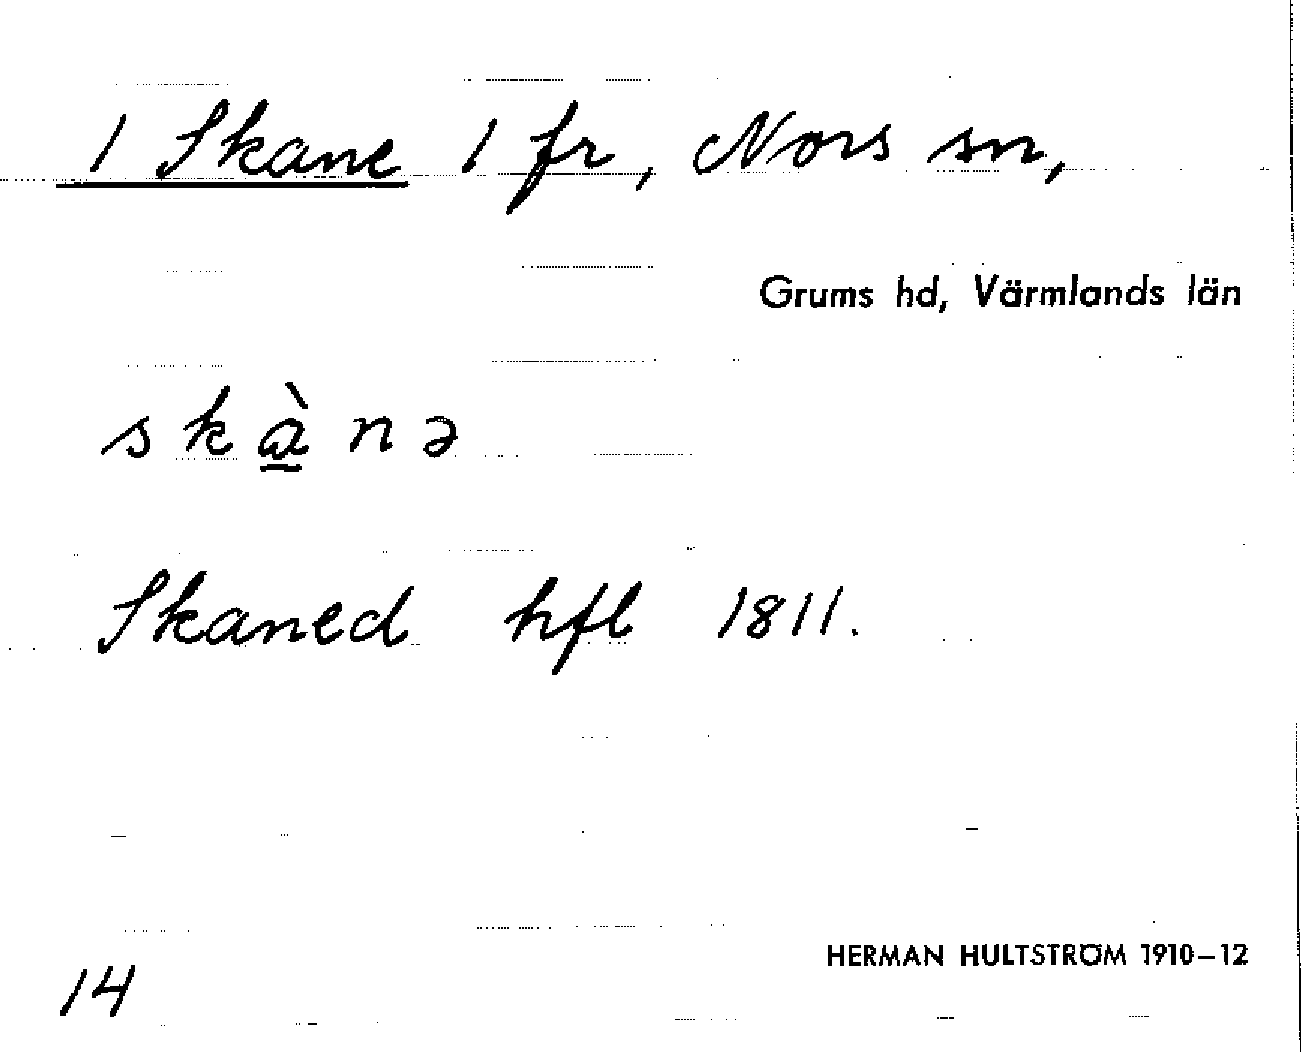 1 Skane 1 fr, Nors sn,
Grums hd, Värmlands län
skànə
Skaned hfl 1811.
HERMAN HULTSTRÖM 1910–12
14